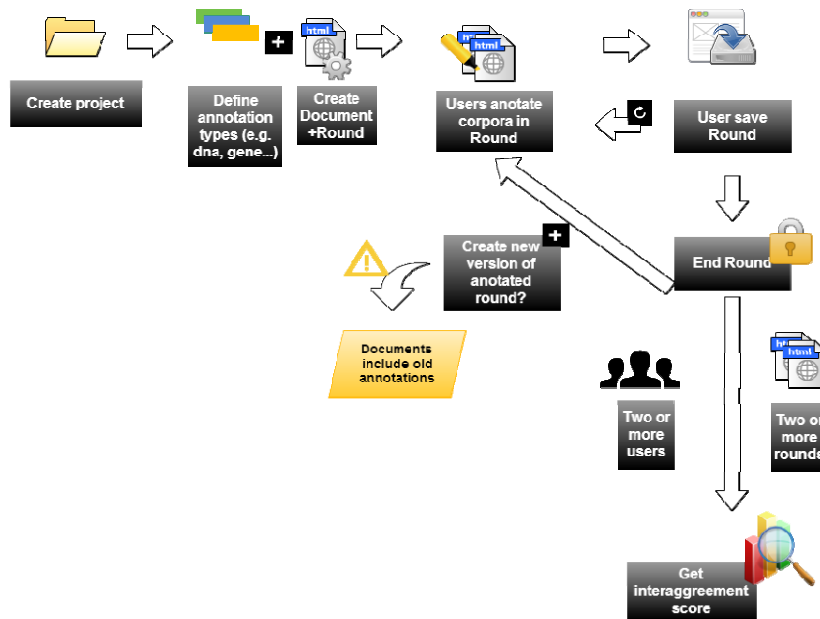 html
html
html
Create project
Define
annotation
types (e.g.
dna, gene...)
Create
Document
+Round
Users anotate
corpora in
Round
User save
Round
Create new
version of
anotated
round?
End Round
Documents
include old
annotations
html
Two or
more
users
Two or
more
rounds
Get
interaggreement
score